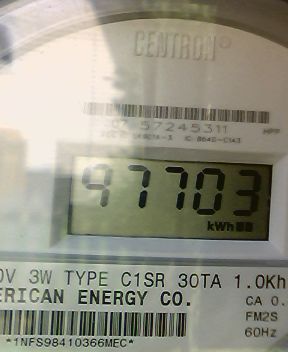 CENTRON®
57245311
97703
kWh
0V 3W TYPE C1SR 30TA 1.0Kh
ERICAN ENERGY CO.
CA 0.
FM2S
60Hz
*1NFS98410366MEC*